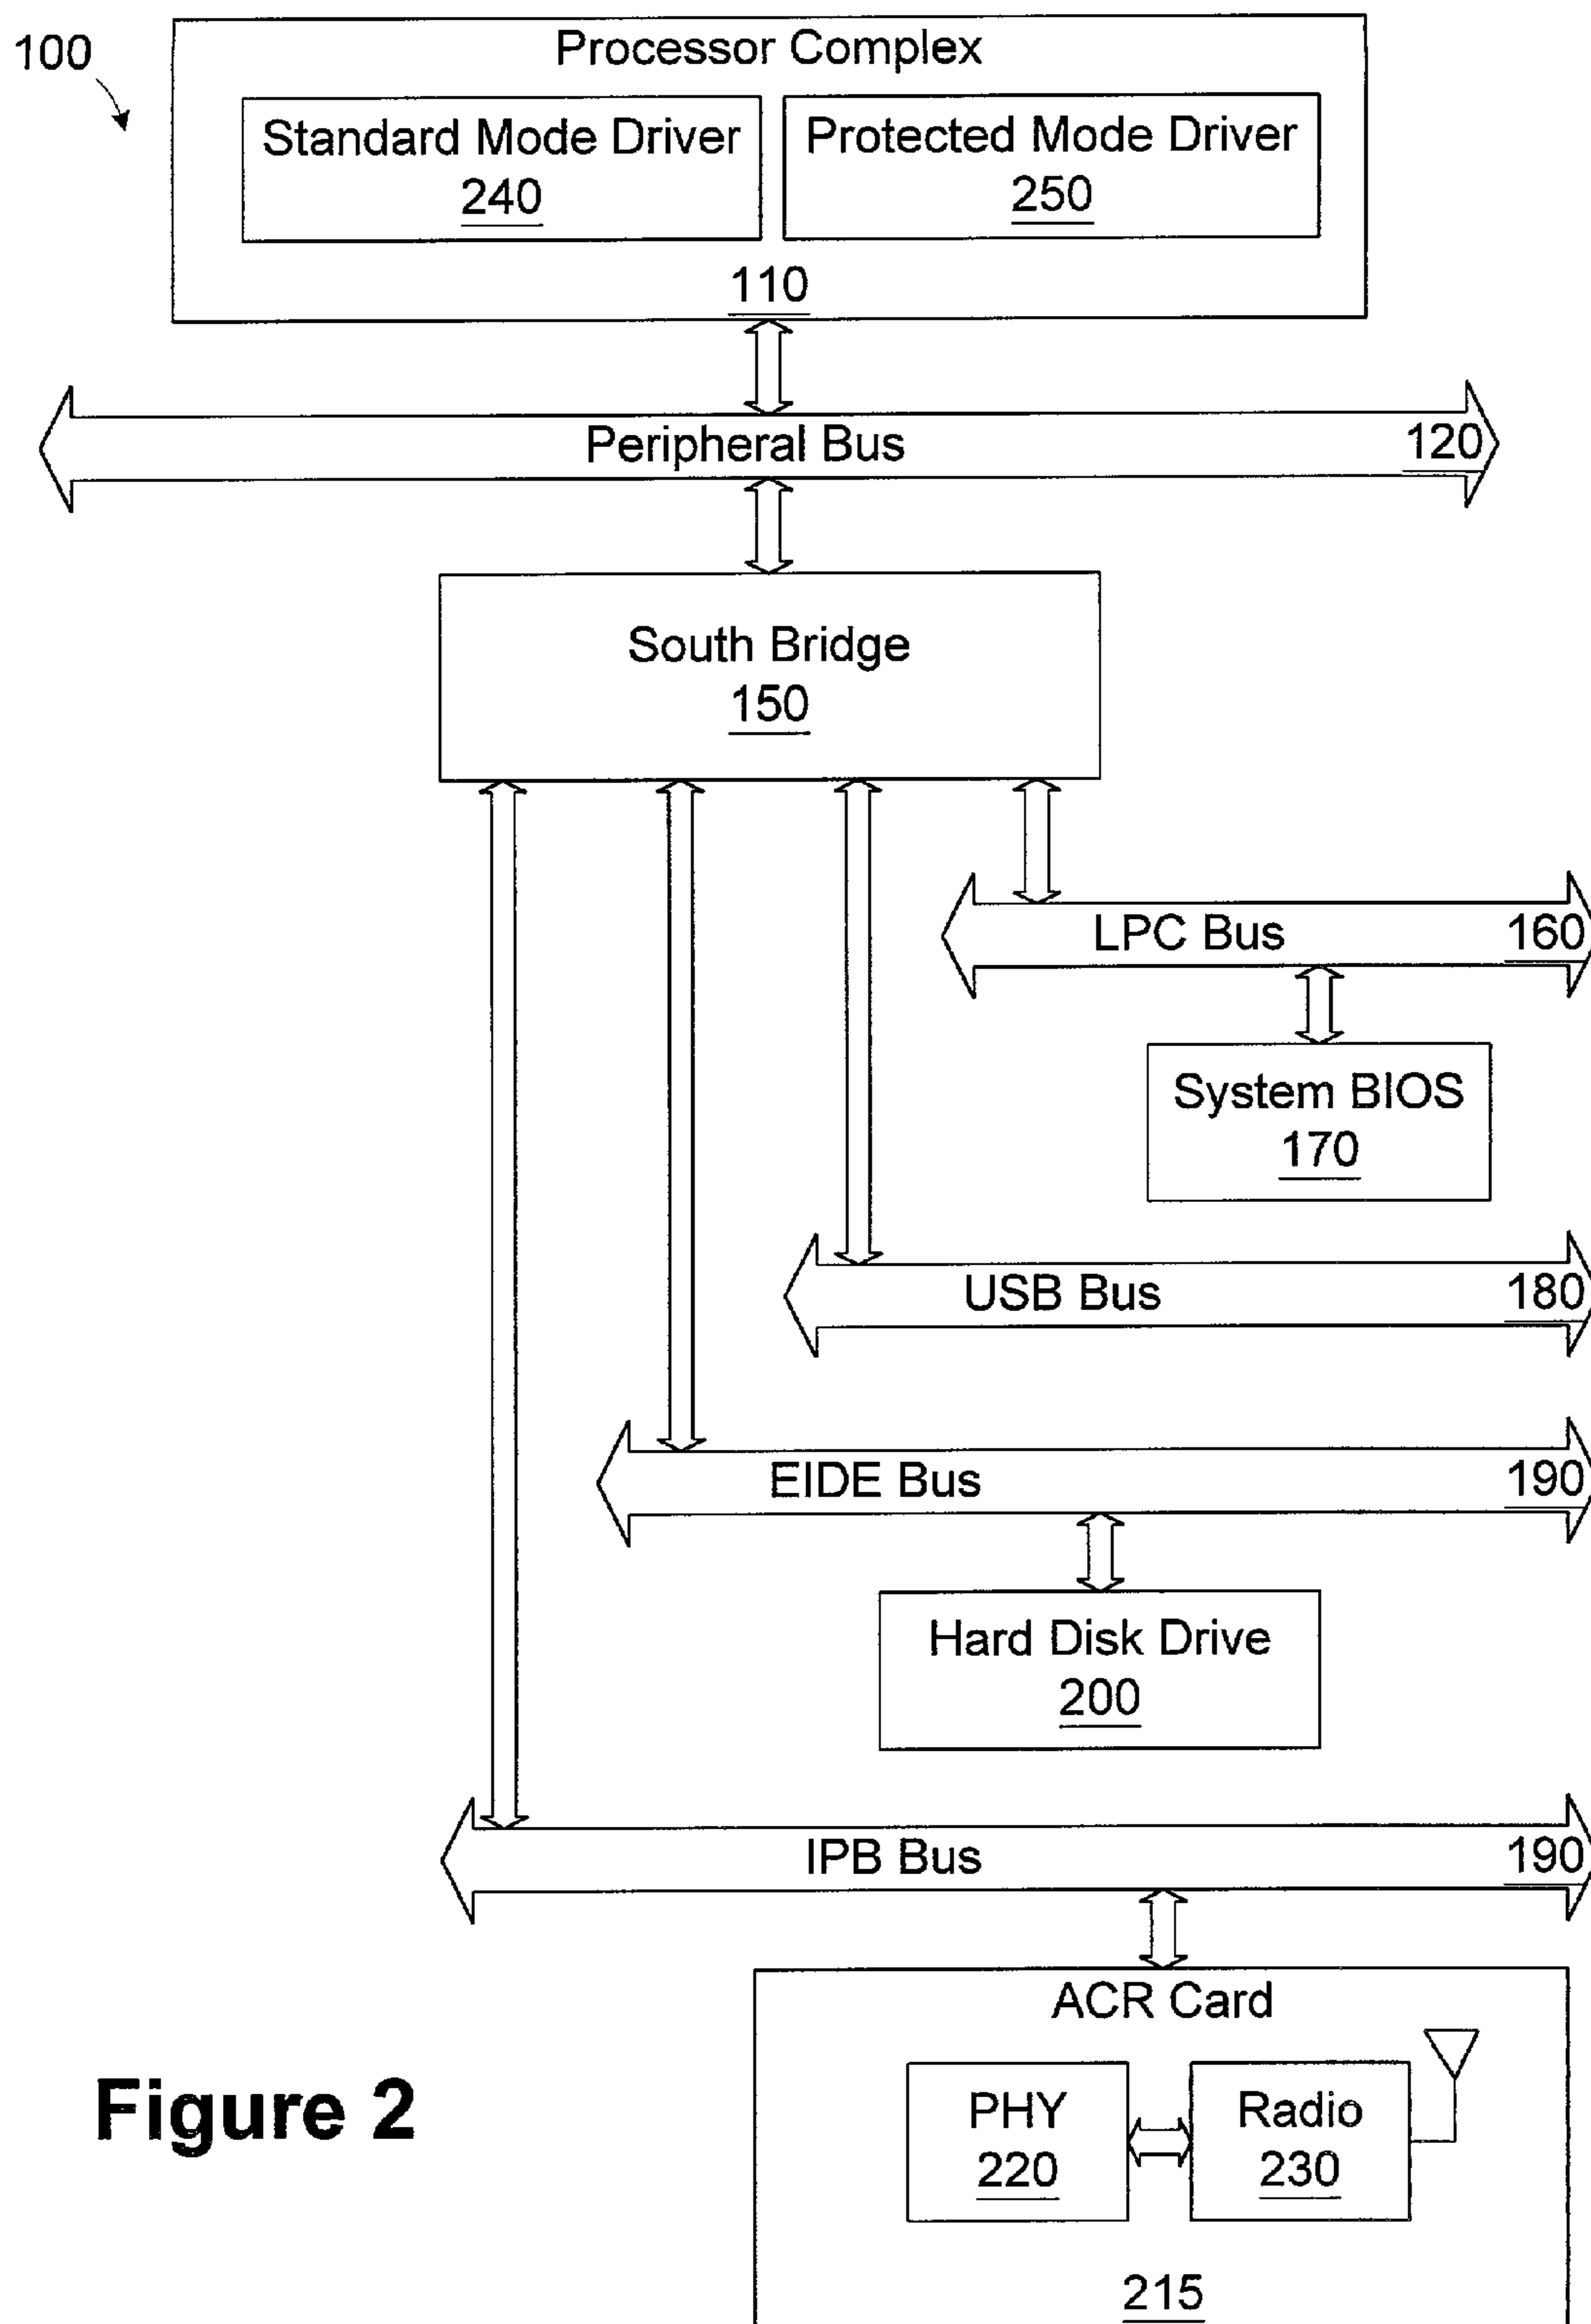 100
Processor Complex
Standard Mode Driver
240
Protected Mode Driver
250
110
Peripheral Bus
120
South Bridge
150
LPC Bus
160
System BIOS
170
USB Bus
180
EIDE Bus
190
Hard Disk Drive
200
IPB Bus
190
ACR Card
PHY
220
Radio
230
215
Figure 2